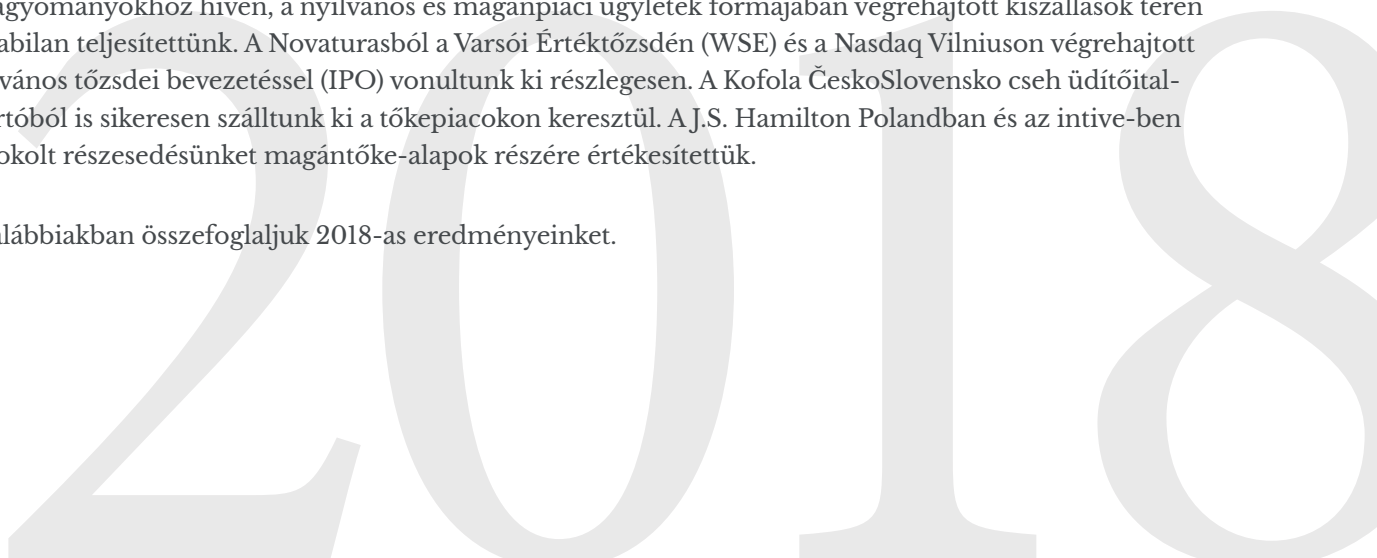 agyományokhoz híven, a nyilvános és magánpiaci ügyletek formájában végrehajtott kiszállások terén
abilan teljesítettünk. A Novaturasból a Varsói Értéktőzsdén (WSE) és a Nasdaq Vilniuson végrehajtott
vános tőzsdei bevezetéssel (IPO) vonultunk ki részlegesen. A Kofola ČeskoSlovensko cseh üdítőital-
rtóból is sikeresen szálltunk ki a tőkepiacokon keresztül. A J.S. Hamilton Polandban és az intive-ben
okolt részesedésünket magántőke-alapok részére értékesítettük.
alábbiakban összefoglaljuk 2018-as eredményeinket.
2018